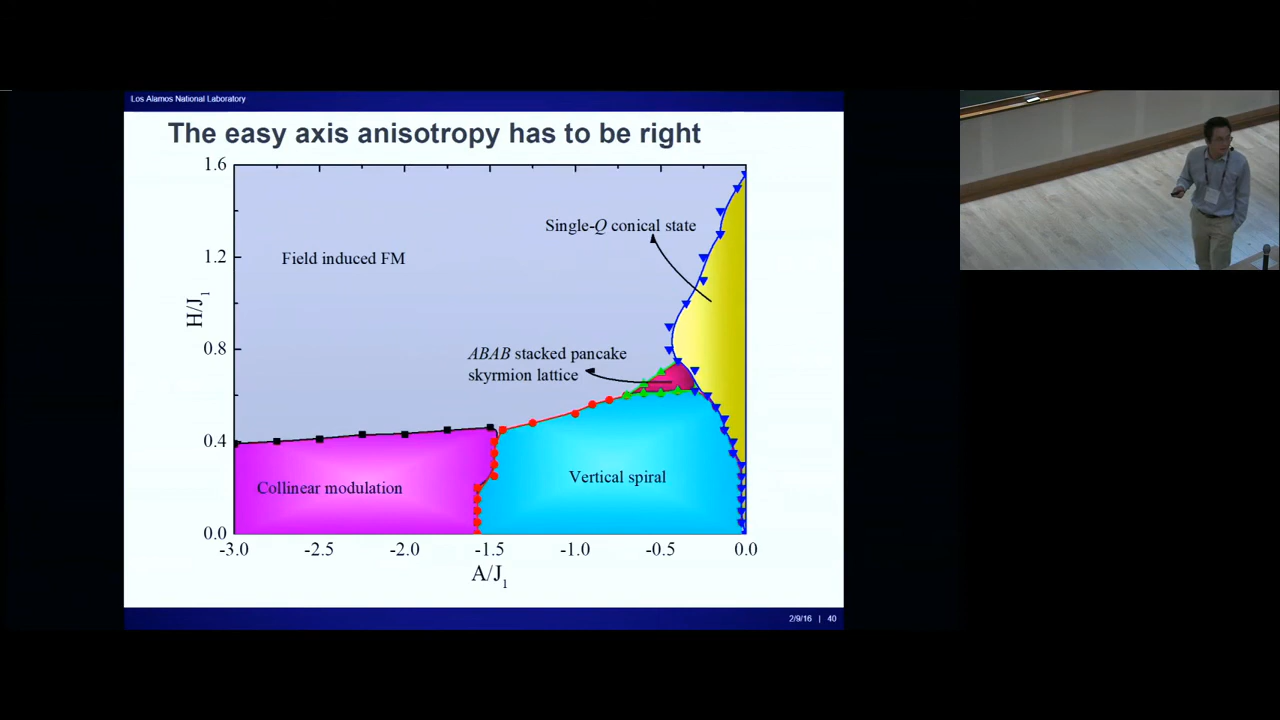 Los Alamos National Laboratory
The easy axis anisotropy has to be right
1.6
1.2
0.8
0.4
0.0
H/J1
Single-Q conical state
Field induced FM
ABAB stacked pancake
skyrmion lattice
Vertical spiral
Collinear modulation
-3.0 -2.5 -2.0 -1.5 -1.0 -0.5 0.0
A/J1
2/9/16 | 40